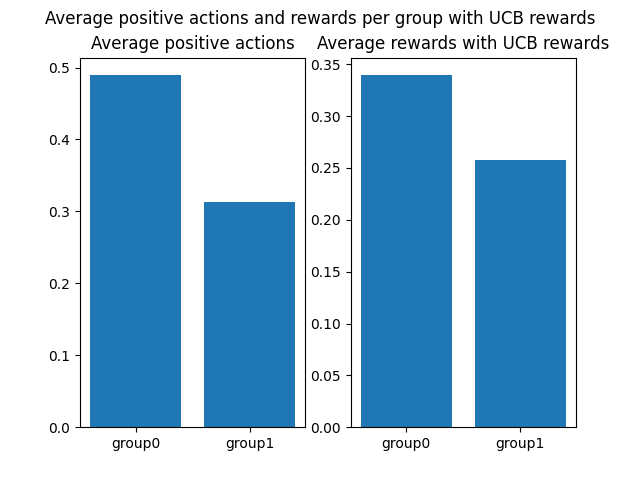 Average positive actions and rewards per group with UCB rewards
Average positive actions
0.5
0.4
0.3
0.2
0.1
0.0
group0 group1
Average rewards with UCB rewards
0.35
0.30
0.25
0.20
0.15
0.10
0.05
0.00
group0 group1